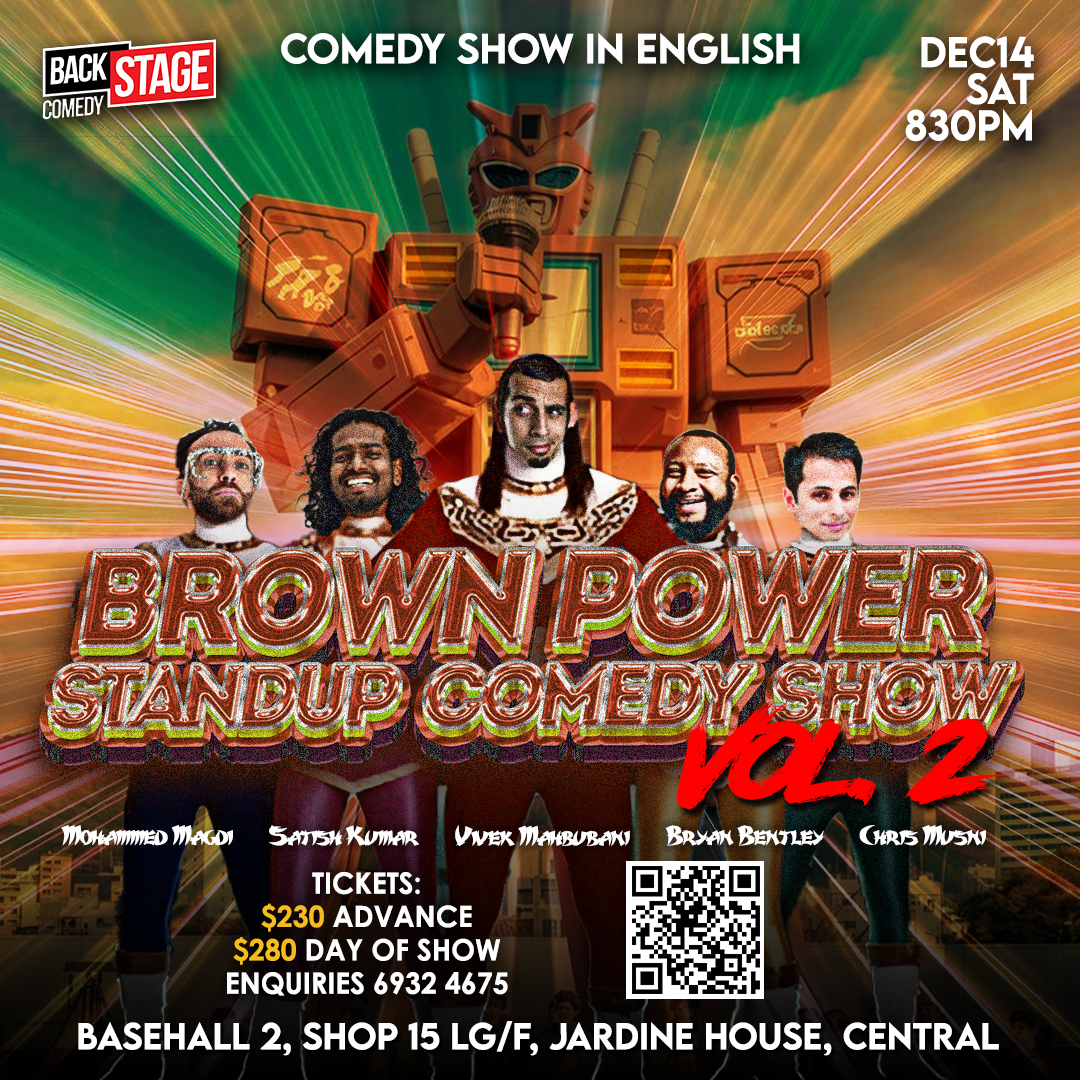 BACK STAGE
COMEDY
COMEDY SHOW IN ENGLISH
DEC14
SAT
830PM
BROWN POWER
STANDUP COMEDY SHOW
VOL. 2
MOHAMMED MAGDI SATISH KUMAR VIVEK MAHBUBANI BRYAN BENTLEY CHRIS MUSNI
TICKETS:
$230 ADVANCE
$280 DAY OF SHOW
ENQUIRIES 6932 4675
BASEHALL 2, SHOP 15 LG/F, JARDINE HOUSE, CENTRAL